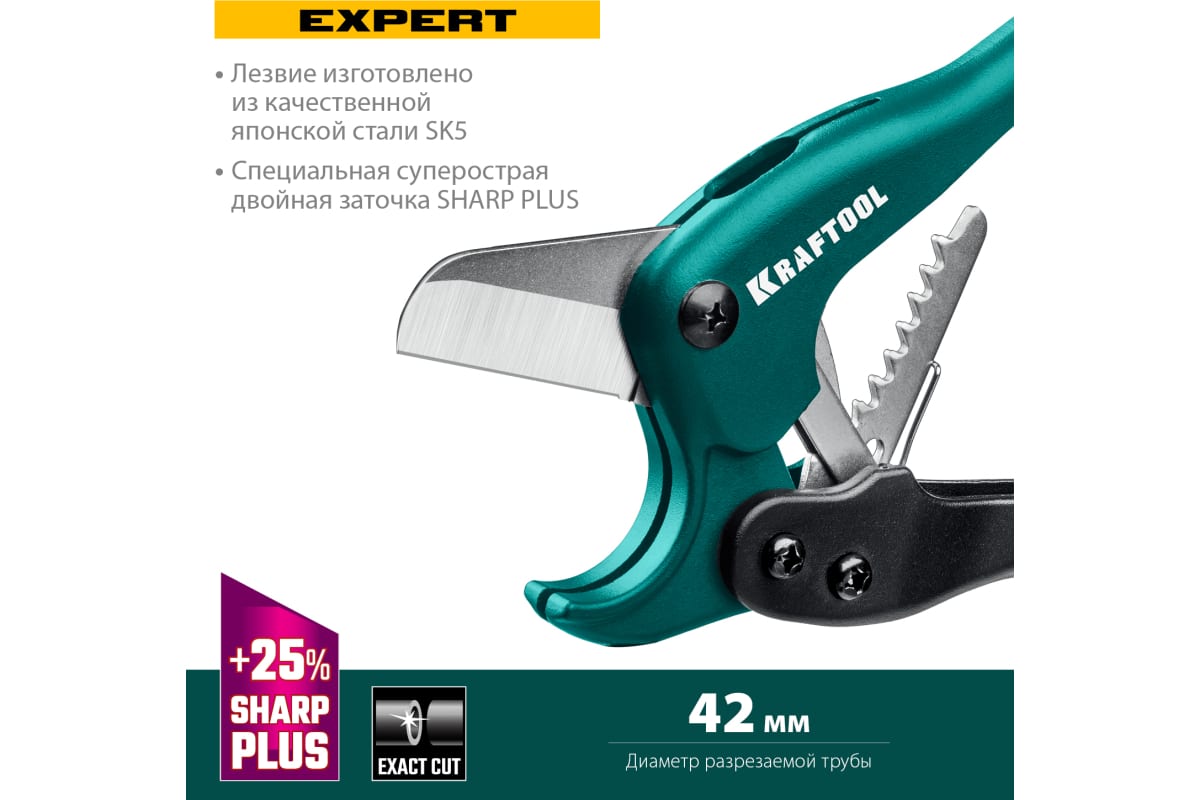 EXPERT
• Лезвие изготовлено
из качественной
японской стали SK5
• Специальная суперострая
двойная заточка SHARP PLUS
KRAFTOOL
+25%
SHARP
PLUS
EXACT CUT
42 мм
Диаметр разрезаемой трубы